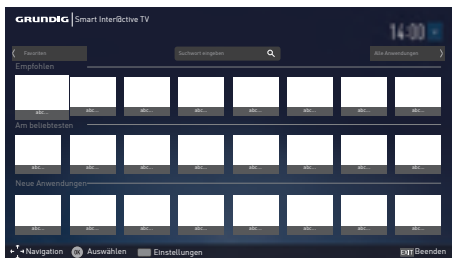 GRUNDIG Smart Inter@ctive TV
14:00
Favoriten Suchwort eingeben Alle Anwendungen
Empfohlen
abc... abc... abc... abc... abc... abc... abc... abc...
Am beliebtesten
abc... abc... abc... abc... abc... abc... abc... abc...
Neue Anwendungen
abc... abc... abc... abc... abc... abc... abc... abc...
Navigation OK Auswählen Einstellungen EXIT Beenden